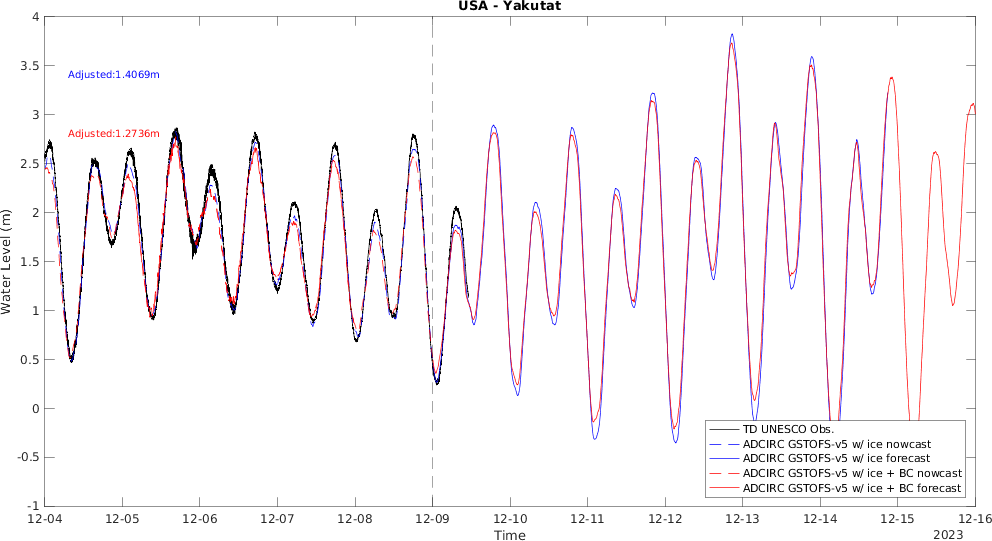 USA - Yakutat
4
3.5
3
2.5
2
1.5
1
0.5
0
-0.5
-1
Water Level (m)
Adjusted:1.4069m
Adjusted:1.2736m
TD UNESCO Obs.
ADCIRC GSTOFS-v5 w/ ice nowcast
ADCIRC GSTOFS-v5 w/ ice forecast
ADCIRC GSTOFS-v5 w/ ice + BC nowcast
ADCIRC GSTOFS-v5 w/ ice + BC forecast
12-04 12-05 12-06 12-07 12-08 12-09 12-10 12-11 12-12 12-13 12-14 12-15 12-16
Time
2023